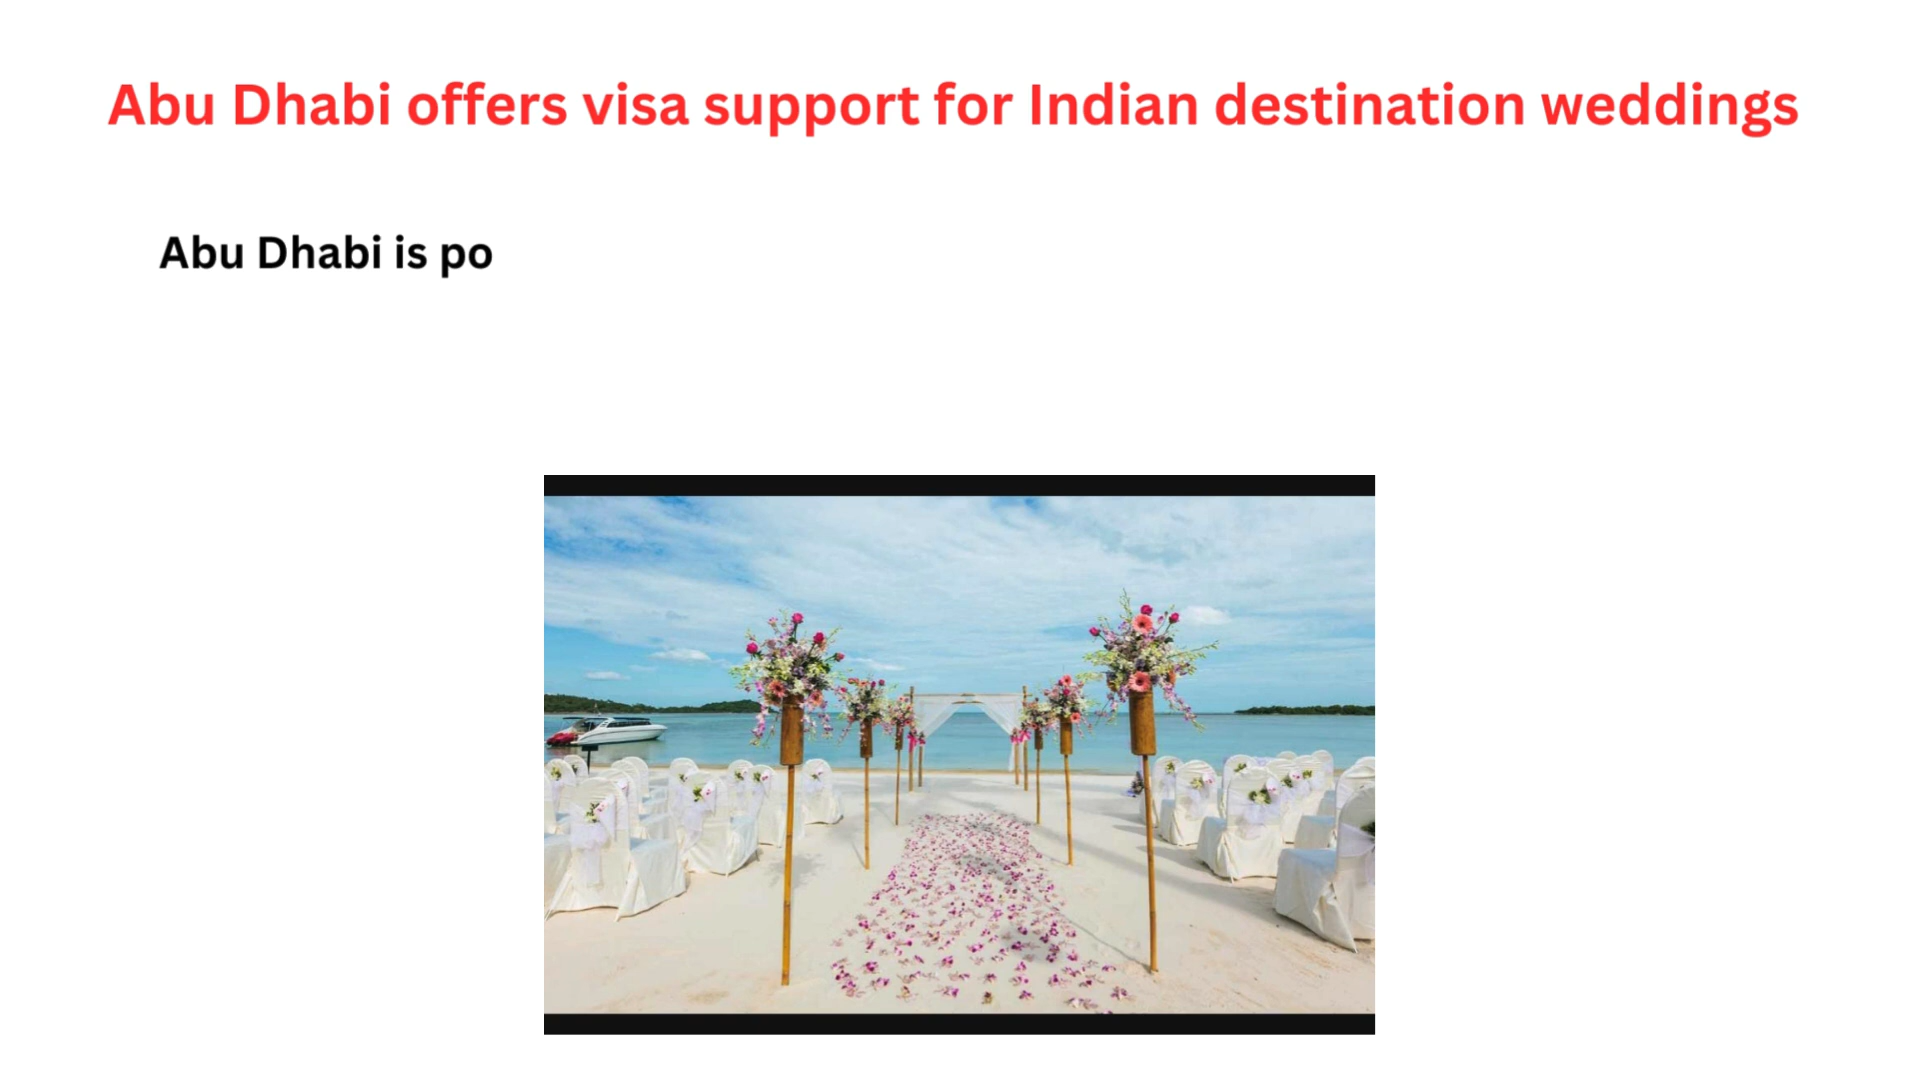 Abu Dhabi offers visa support for Indian destination weddings
Abu Dhabi is po